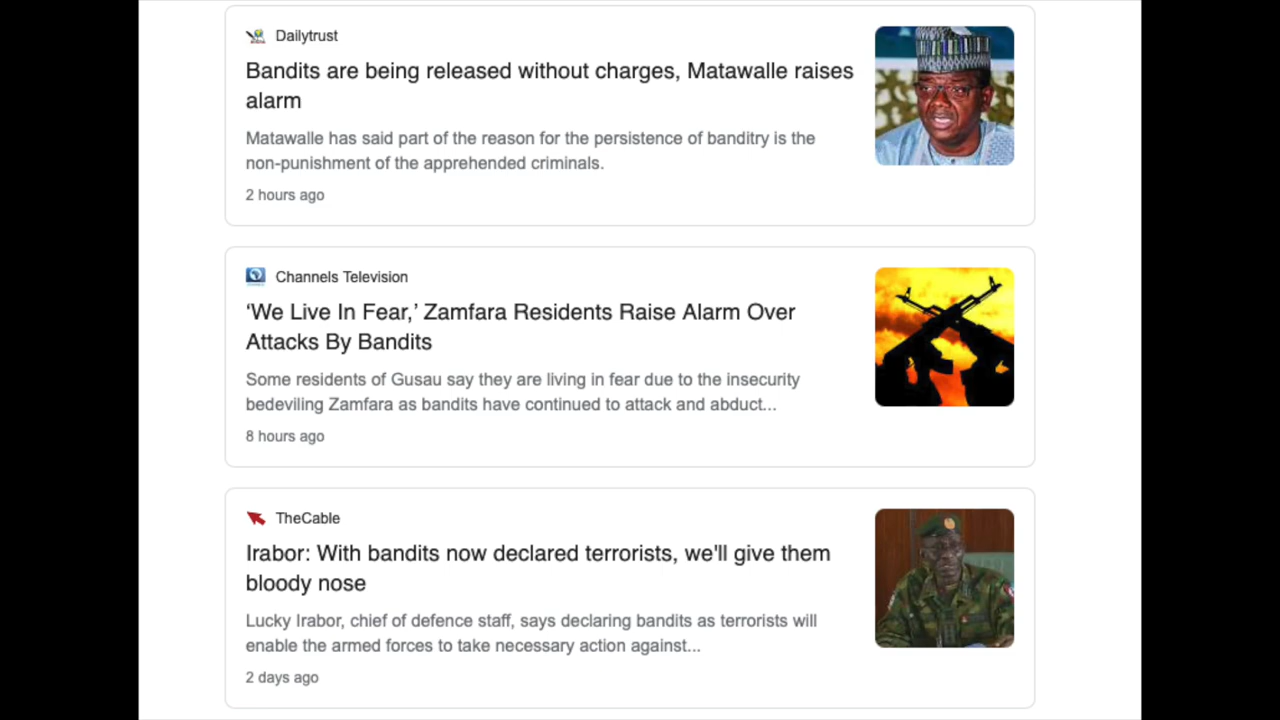 Dailytrust
Bandits are being released without charges, Matawalle raises
alarm
Matawalle has said part of the reason for the persistence of banditry is the
non-punishment of the apprehended criminals.
2 hours ago
Channels Television
‘We Live In Fear,’ Zamfara Residents Raise Alarm Over
Attacks By Bandits
Some residents of Gusau say they are living in fear due to the insecurity
bedeviling Zamfara as bandits have continued to attack and abduct...
8 hours ago
TheCable
Irabor: With bandits now declared terrorists, we'll give them
bloody nose
Lucky Irabor, chief of defence staff, says declaring bandits as terrorists will
enable the armed forces to take necessary action against...
2 days ago